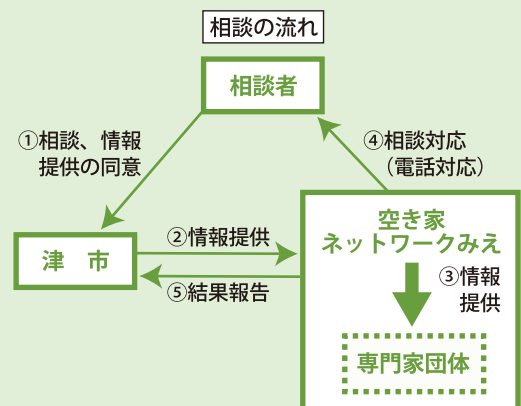 相談の流れ
相談者
①相談、情報
提供の同意
④相談対応
（電話対応）
津　市
②情報提供
⑤結果報告
空き家
ネットワークみえ
③情報
提供
専門家団体